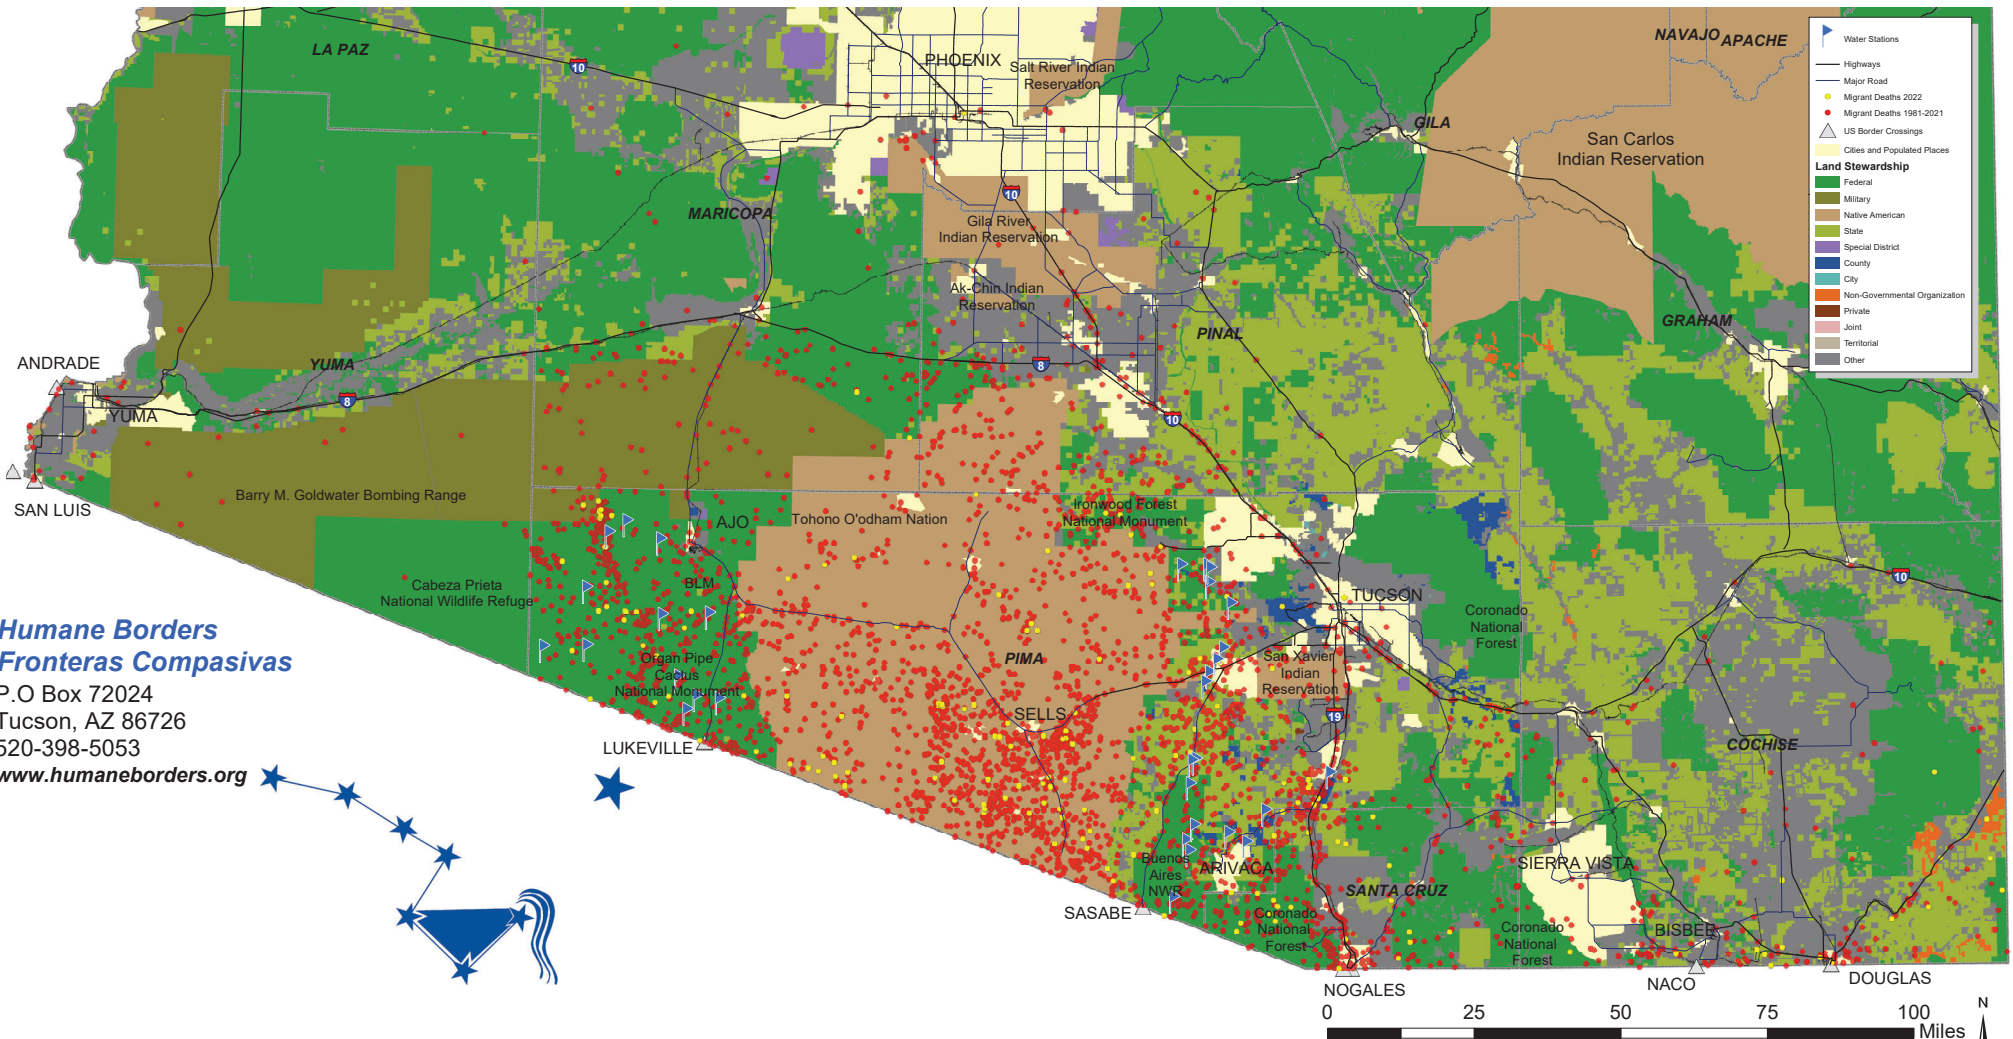 LA PAZ
10
PHOENIX
Salt River Indian
Reservation
NAVAJO
APACHE
GILA
San Carlos
Indian Reservation
Water Stations
Highways
Major Road
Migrant Deaths 2022
Migrant Deaths 1981-2021
US Border Crossings
Cities and Populated Places
Land Stewardship
Federal
Military
Native American
State
Special District
County
City
Non-Governmental Organization
Private
Joint
Territorial
Other
10
MARICOPA
Gila River
Indian Reservation
Ak-Chin Indian
Reservation
PINAL
GRAHAM
ANDRADE
YUMA
YUMA
8
8
10
SAN LUIS
Barry M. Goldwater Bombing Range
AJO
Tohono O'odham Nation
Ironwood Forest
National Monument
Cabeza Prieta
National Wildlife Refuge
BLM
TUCSON
Coronado
National
Forest
10
Humane Borders
Fronteras Compasivas
P.O Box 72024
Tucson, AZ 86726
520-398-5053
www.humaneborders.org
Organ Pipe
Cactus
National Monument
PIMA
San Xavier
Indian
Reservation
SELLS
19
LUKEVILLE
COCHISE
Buenos
Aires
NWR
ARIVACA
SANTA CRUZ
SIERRA VISTA
SASABE
Coronado
National
Forest
Coronado
National
Forest
BISBEE
NOGALES
NACO
DOUGLAS
0 25 50 75 100
Miles
N